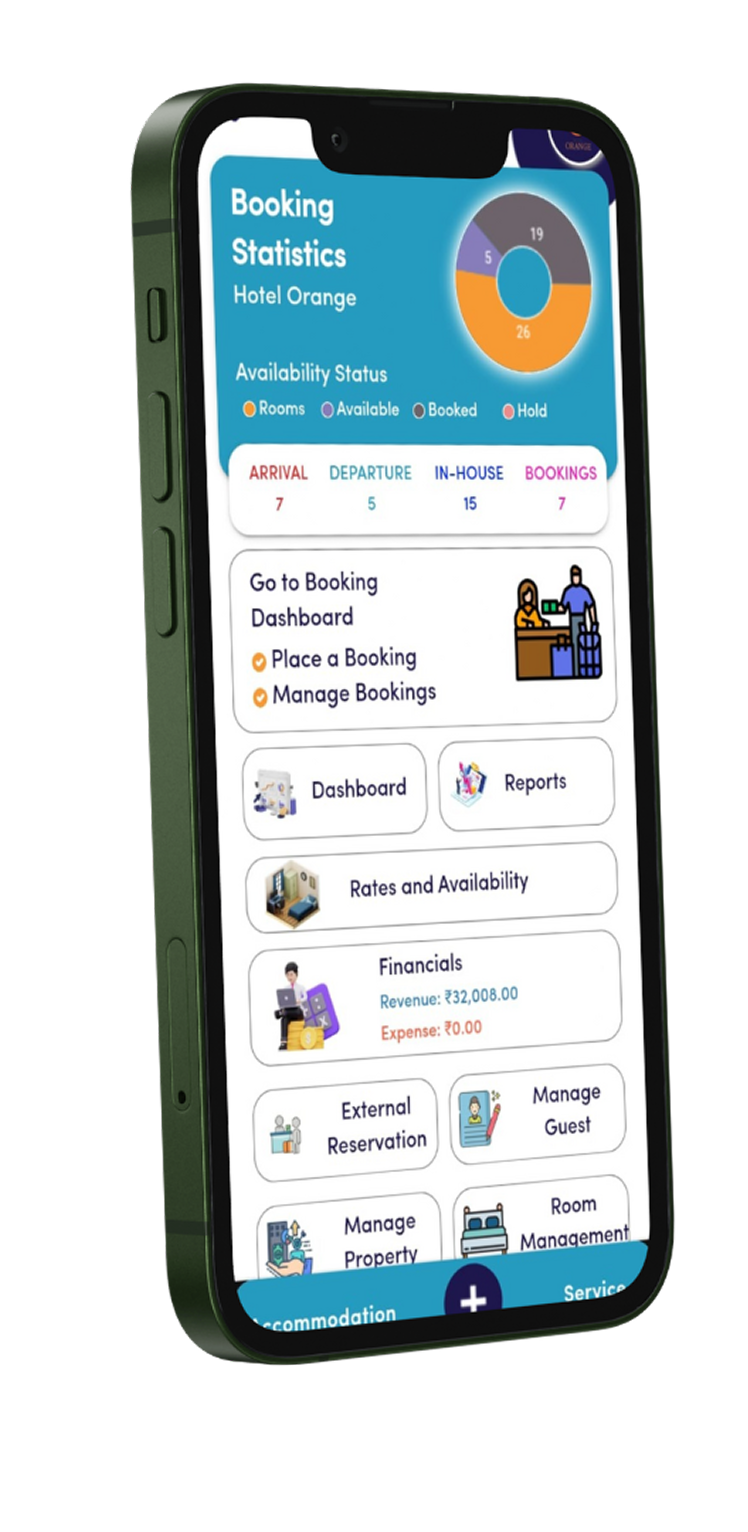 ORANGE
Booking
Statistics
Hotel Orange
19
5
26
Availability Status
Rooms Available Booked Hold
ARRIVAL DEPARTURE IN-HOUSE BOOKINGS
7 5 15 7
Go to Booking
Dashboard
Place a Booking
Manage Bookings
Dashboard Reports
Rates and Availability
Financials
Revenue: ₹32,008.00
Expense: ₹0.00
External
Reservation
Manage
Guest
Manage
Property
Room
Management
ccommodation + Service